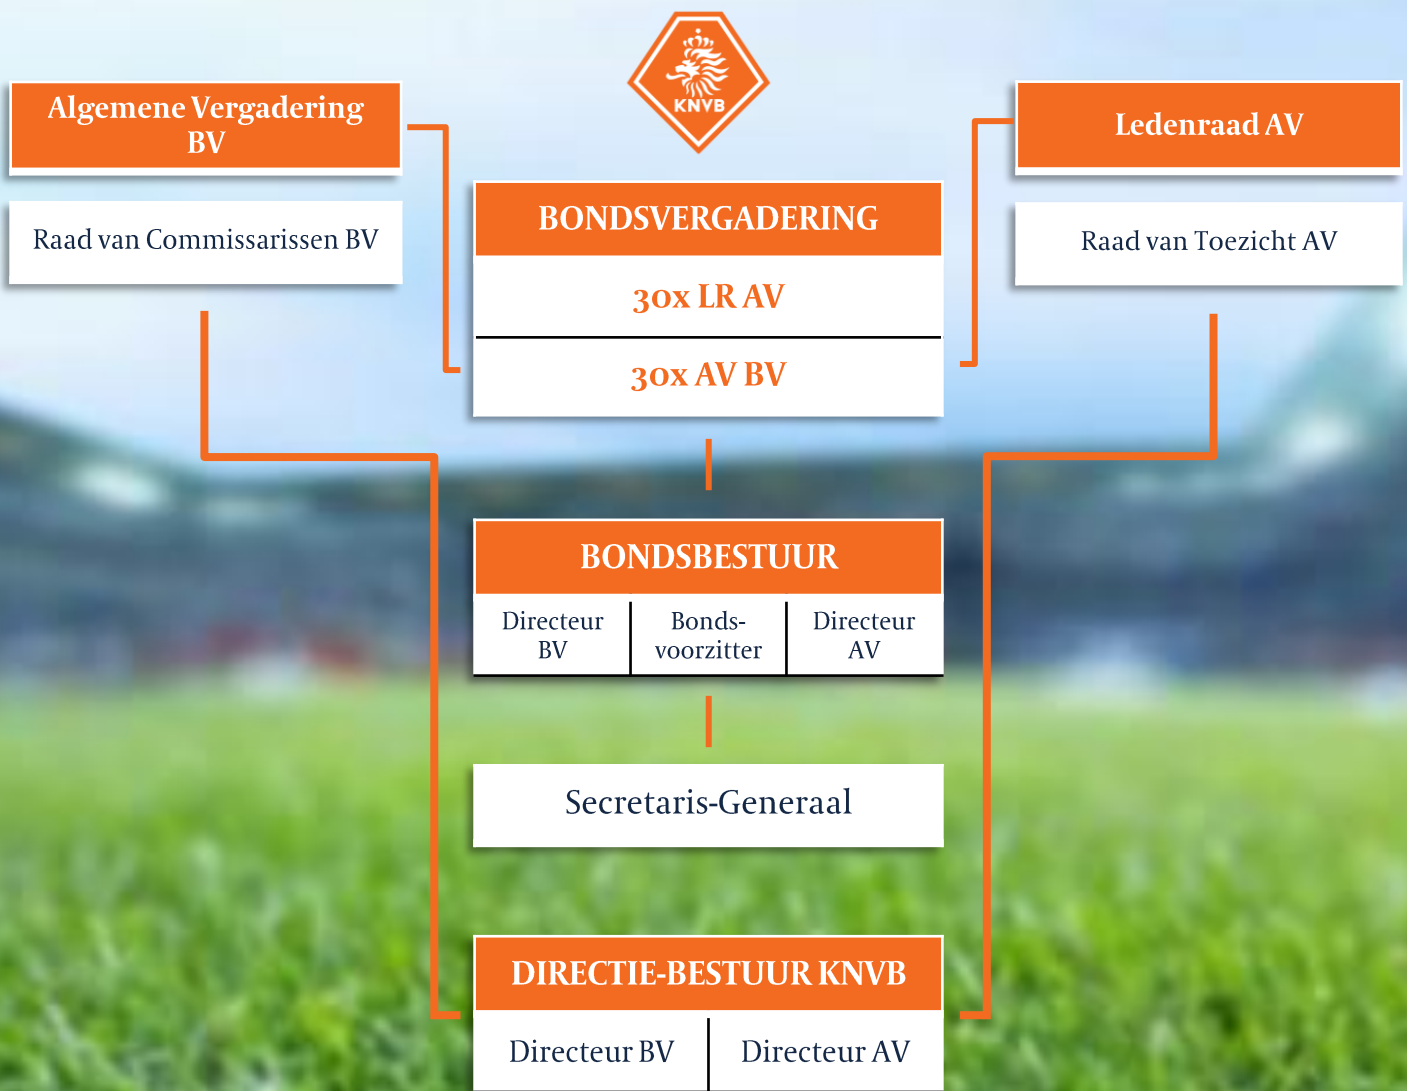 KNVB
Algemene Vergadering
BV
Raad van Commissarissen BV
Ledenraad AV
Raad van Toezicht AV
BONDSVERGADERING
30x LR AV
30x AV BV
BONDSBESTUUR
Directeur
BV
Bonds-
voorzitter
Directeur
AV
Secretaris-Generaal
DIRECTIE-BESTUUR KNVB
Directeur BV
Directeur AV